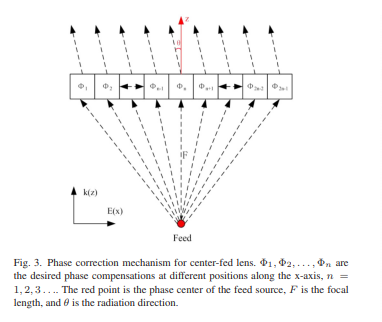 z
θ
Φ1 Φ2 Φn-1 Φn Φn+1 Φ2n-2 Φ2n-1
F
k(z)
E(x)
Feed
Fig. 3. Phase correction mechanism for center-fed lens. Φ1, Φ2, . . . , Φn are
the desired phase compensations at different positions along the x-axis, n =
1, 2, 3 . . .. The red point is the phase center of the feed source, F is the focal
length, and θ is the radiation direction.